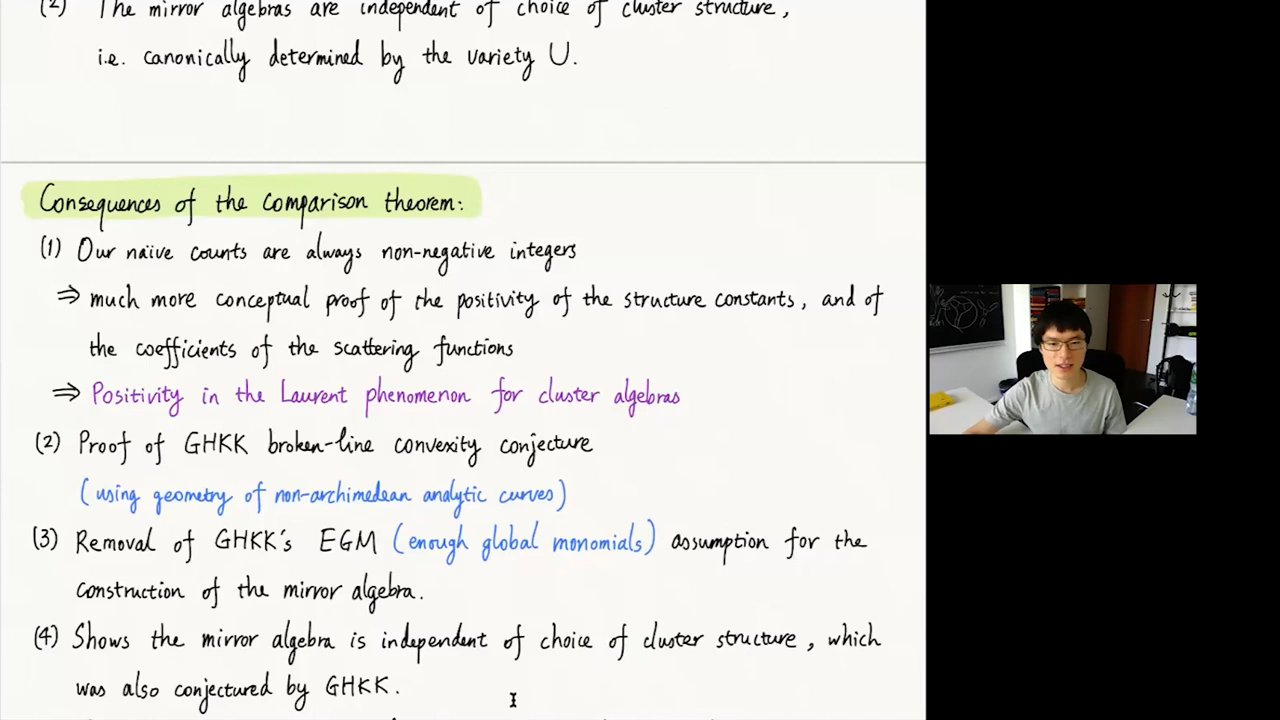 (2) The mirror algebras are independent of choice of cluster structure,
i.e. canonically determined by the variety U.
Consequences of the comparison theorem:
(1) Our naïve counts are always non-negative integers
⇒ much more conceptual proof of the positivity of the structure constants, and of
the coefficients of the scattering functions
⇒ Positivity in the Laurent phenomenon for cluster algebras
(2) Proof of GHKK broken-line convexity conjecture
(using geometry of non-archimedean analytic curves)
(3) Removal of GHKK's EGM (enough global monomials) assumption for the
construction of the mirror algebra.
(4) Shows the mirror algebra is independent of choice of cluster structure, which
was also conjectured by GHKK.